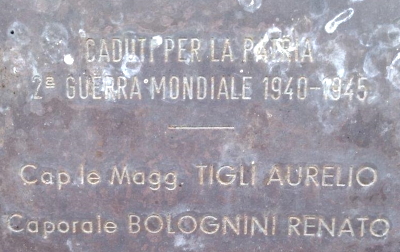 CADUTI PER LA PATRIA
2ª GUERRA MONDIALE 1940-1945
Cap.le Magg. TIGLI AURELIO
Caporale BOLOGNINI RENATO